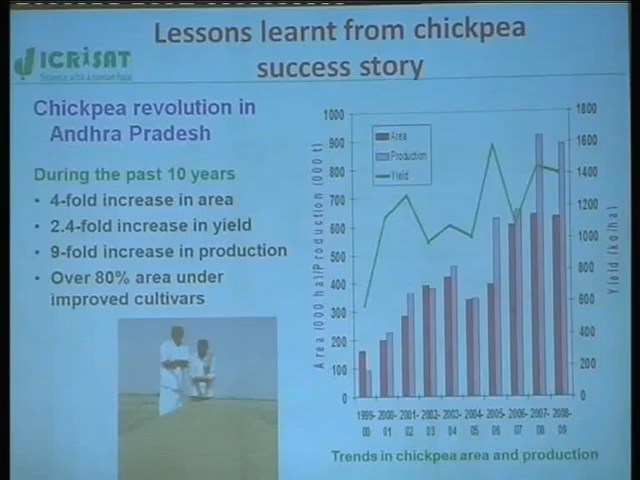 Lessons learnt from chickpea
success story
ICRISAT
Science with a human face
Chickpea revolution in
Andhra Pradesh
During the past 10 years
• 4-fold increase in area
• 2.4-fold increase in yield
• 9-fold increase in production
• Over 80% area under
improved cultivars
Area
Production
Yield
Area (000 ha)/Production (000 t)
1000
900
800
700
600
500
400
300
200
100
0
Yield (kg/ha)
1800
1600
1400
1200
1000
800
600
400
200
0
1999- 2000- 2001- 2002- 2003- 2004- 2005- 2006- 2007- 2008-
00 01 02 03 04 05 06 07 08 09
Trends in chickpea area and production